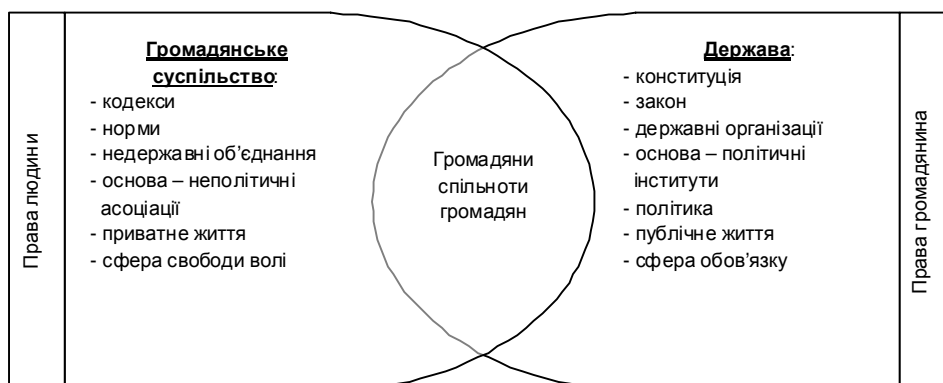 Права людини
Громадянське
суспільство:
- кодекси
- норми
- недержавні об’єднання
- основа – неполітичні
асоціації
- приватне життя
- сфера свободи волі
Громадяни
спільноти
громадян
Держава:
- конституція
- закон
- державні організації
- основа – політичні
інститути
- політика
- публічне життя
- сфера обов’язку
Права громадянина